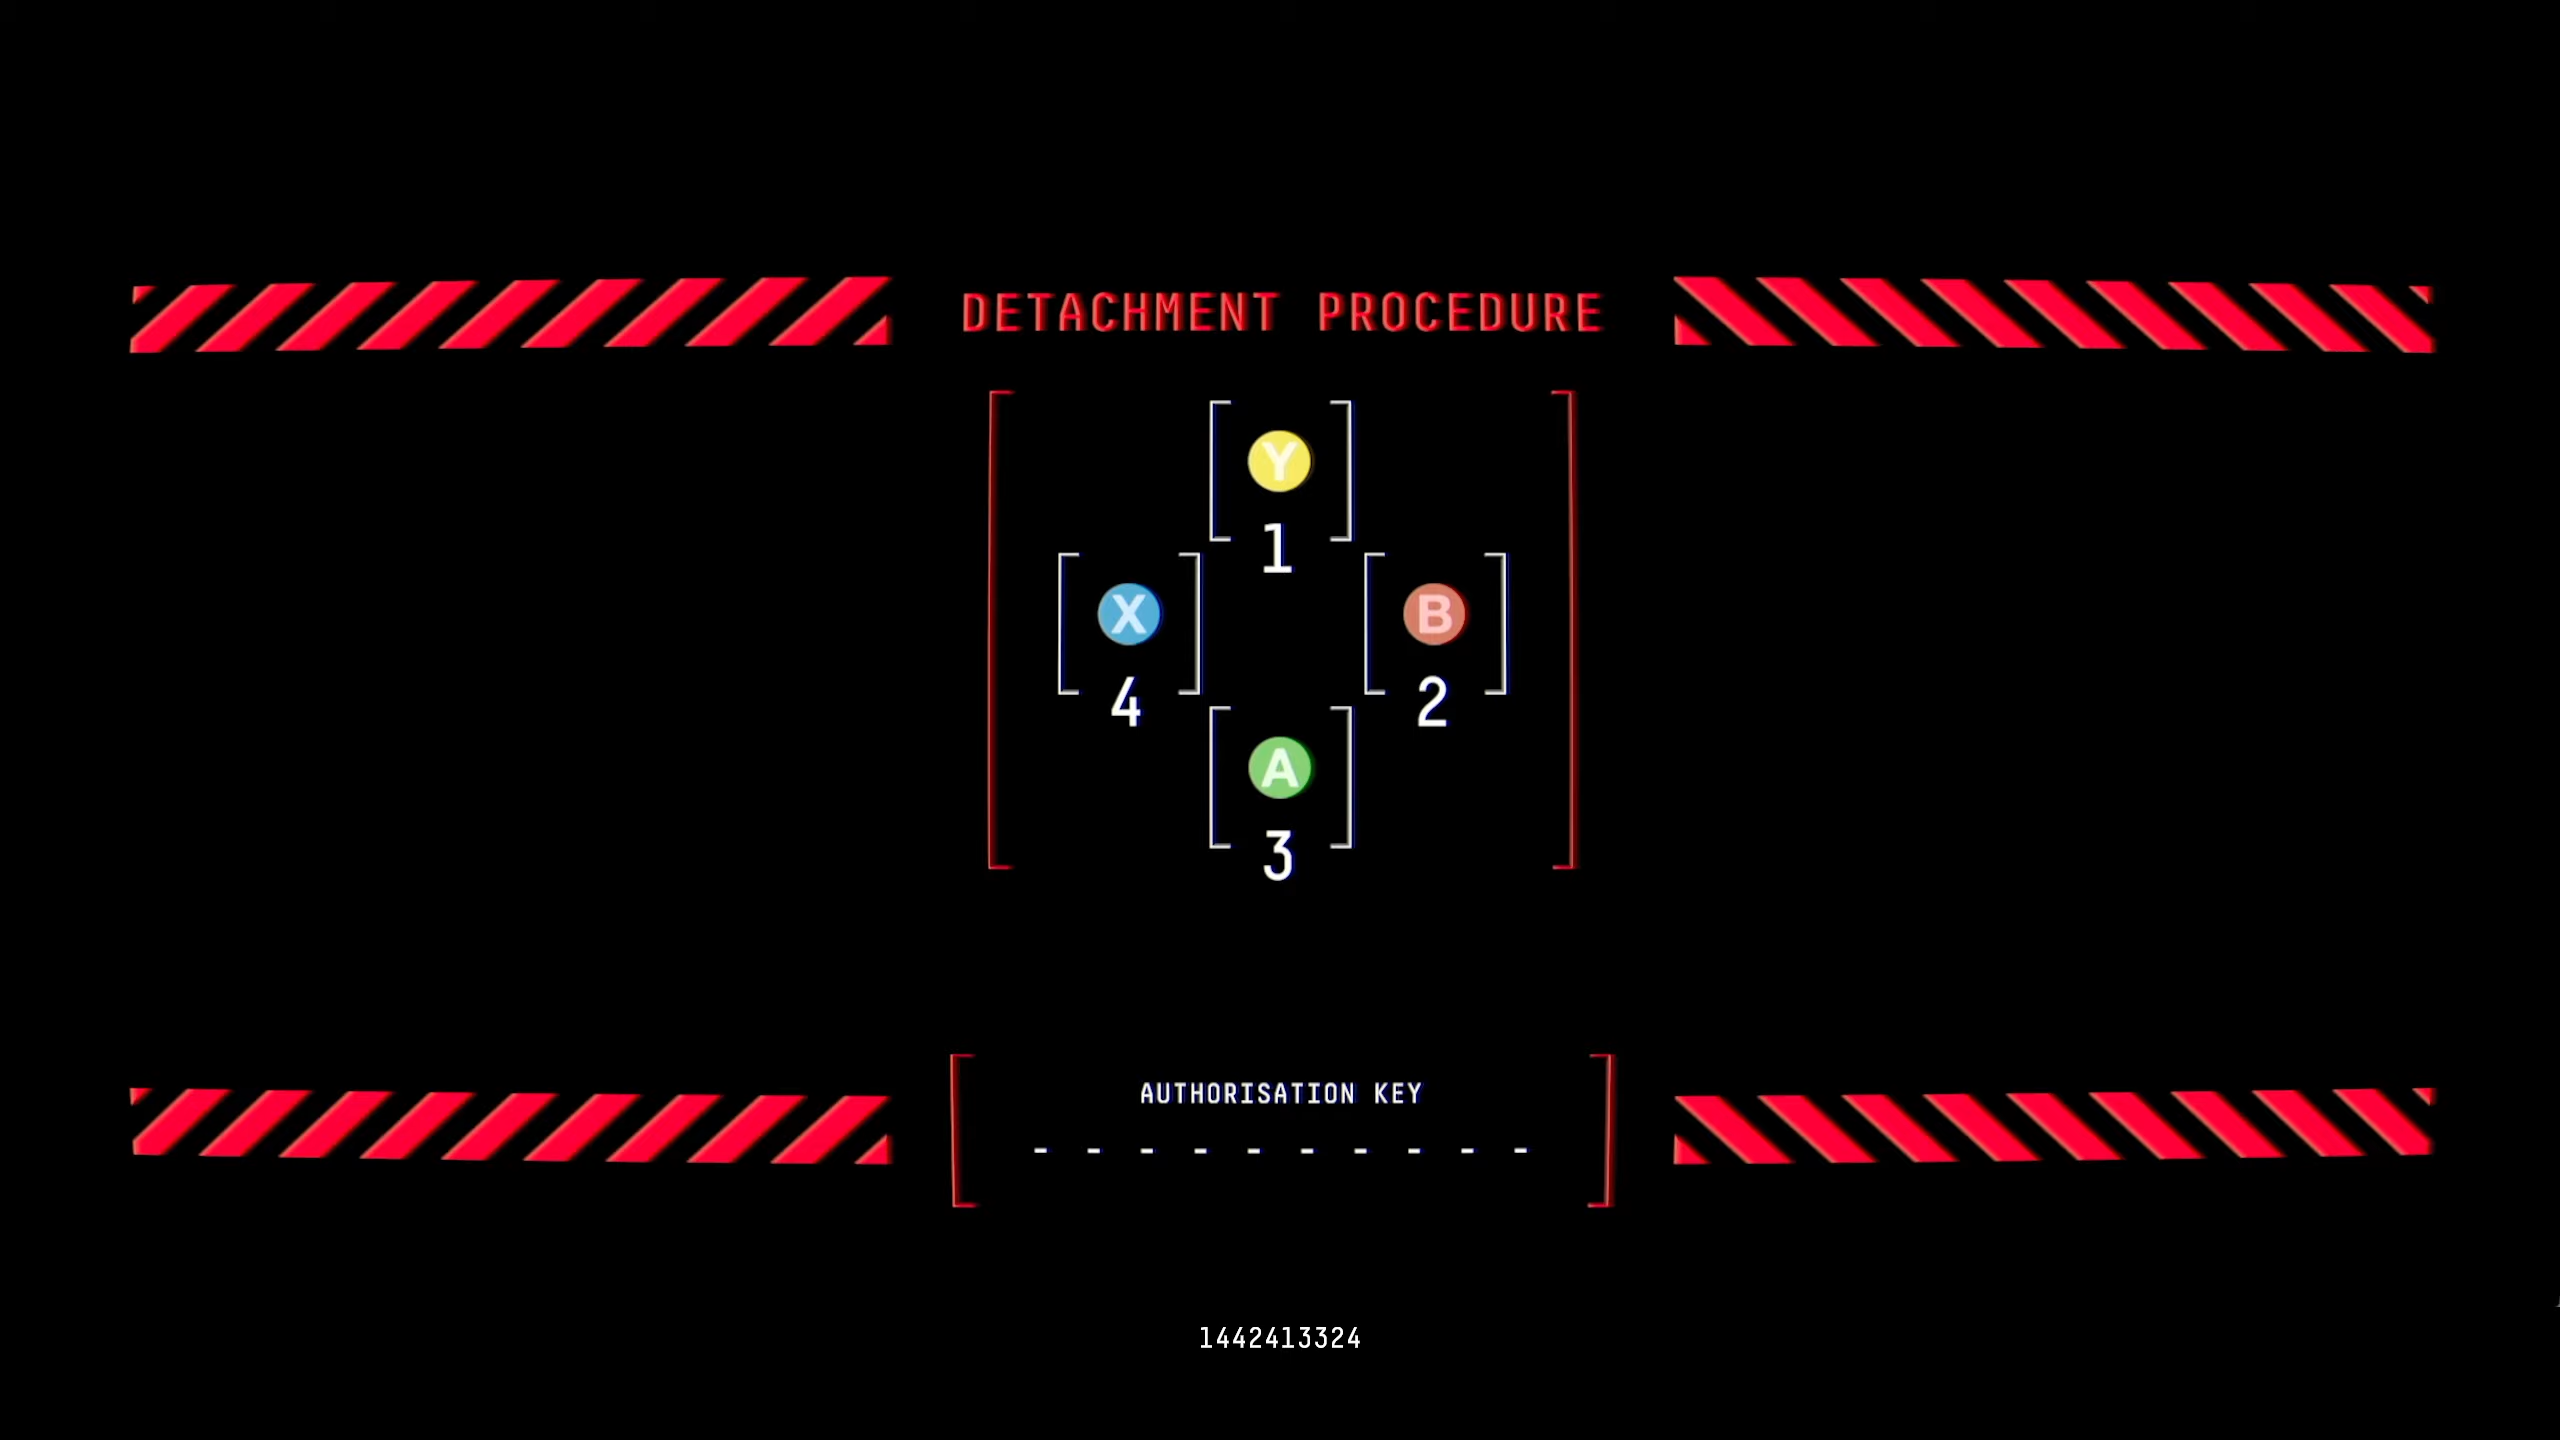 DETACHMENT PROCEDURE
Y
1
X B
4 2
A
3
AUTHORISATION KEY
- - - - - - - - - -
1442413324